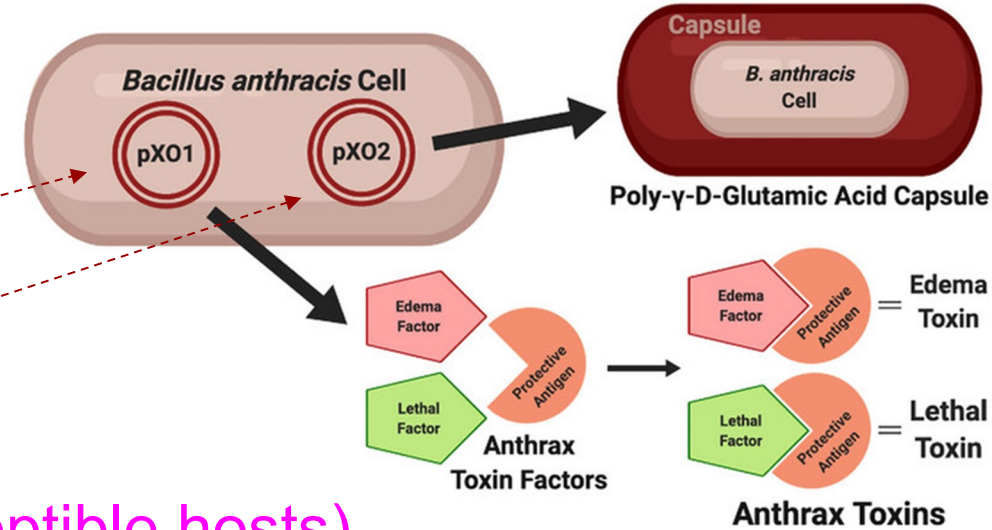 Capsule
Bacillus anthracis Cell
B. anthracis
Cell
pXO1
pXO2
Poly-γ-D-Glutamic Acid Capsule
Edema
Factor
Protective
Antigen
Lethal
Factor
Anthrax
Toxin Factors
Edema
Factor
Protective
Antigen
=
Edema
Toxin
Lethal
Factor
Protective
Antigen
=
Lethal
Toxin
Anthrax Toxins
hosts)